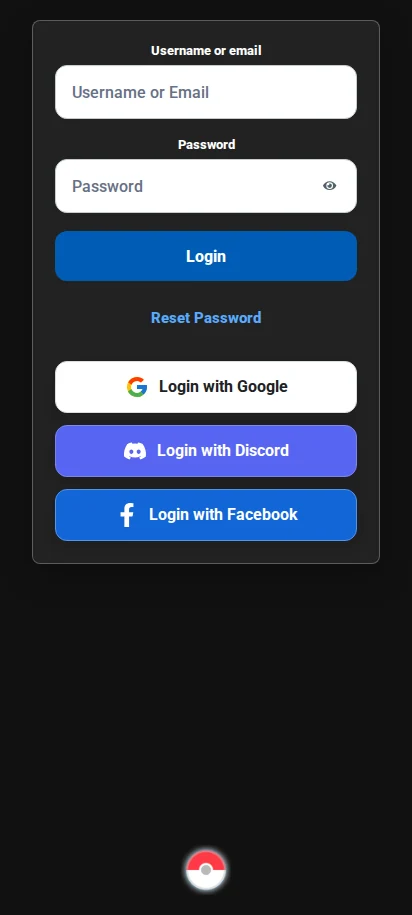 Username or email
Username or Email
Password
Password
Login
Reset Password
Login with Google
Login with Discord
Login with Facebook